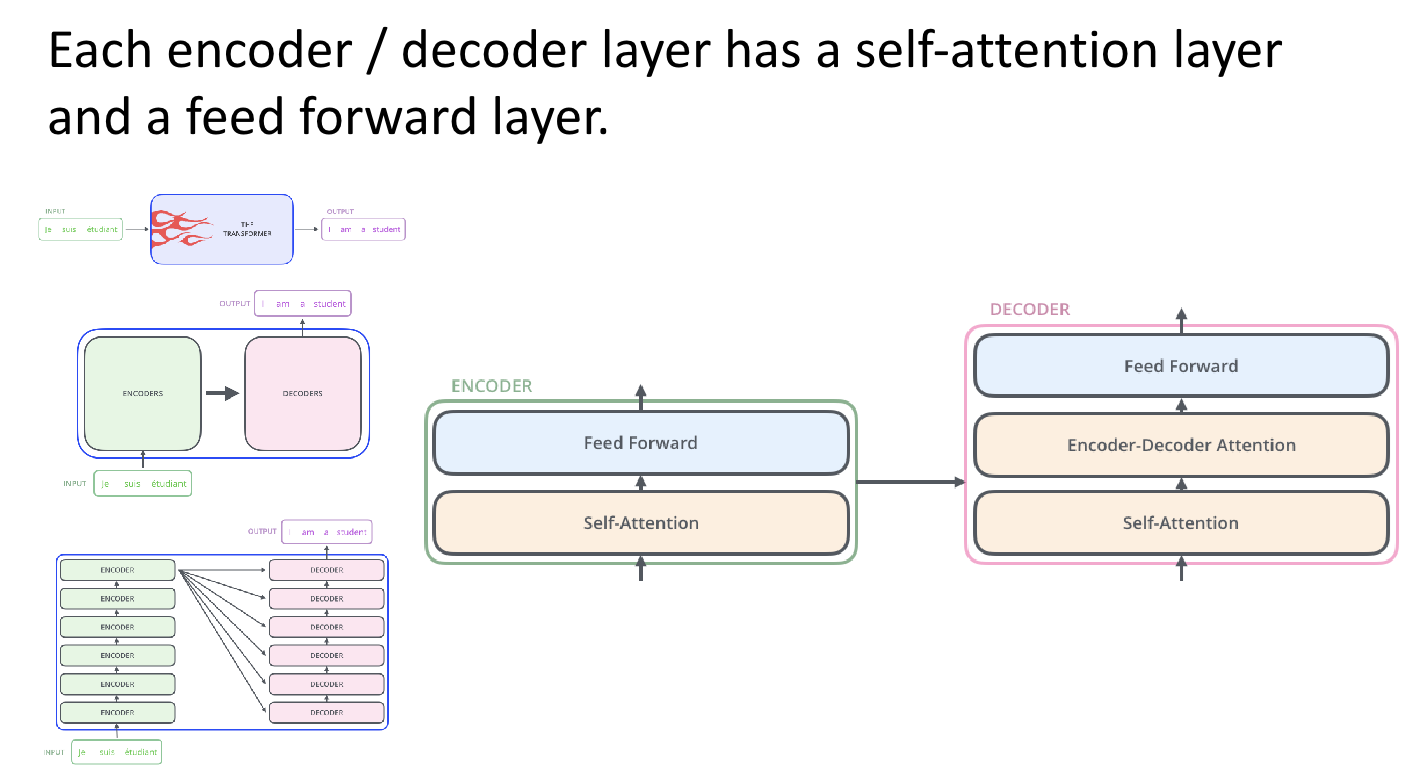 Each encoder / decoder layer has a self-attention layer
and a feed forward layer.
INPUT
je suis étudiant
THE
TRANSFORMER
OUTPUT
I am a student
OUTPUT
I am a student
ENCODERS
DECODERS
INPUT
je suis étudiant
OUTPUT
I am a student
ENCODER
DECODER
ENCODER
DECODER
ENCODER
DECODER
ENCODER
DECODER
ENCODER
DECODER
ENCODER
DECODER
INPUT
je suis étudiant
ENCODER
Feed Forward
Self-Attention
DECODER
Feed Forward
Encoder-Decoder Attention
Self-Attention